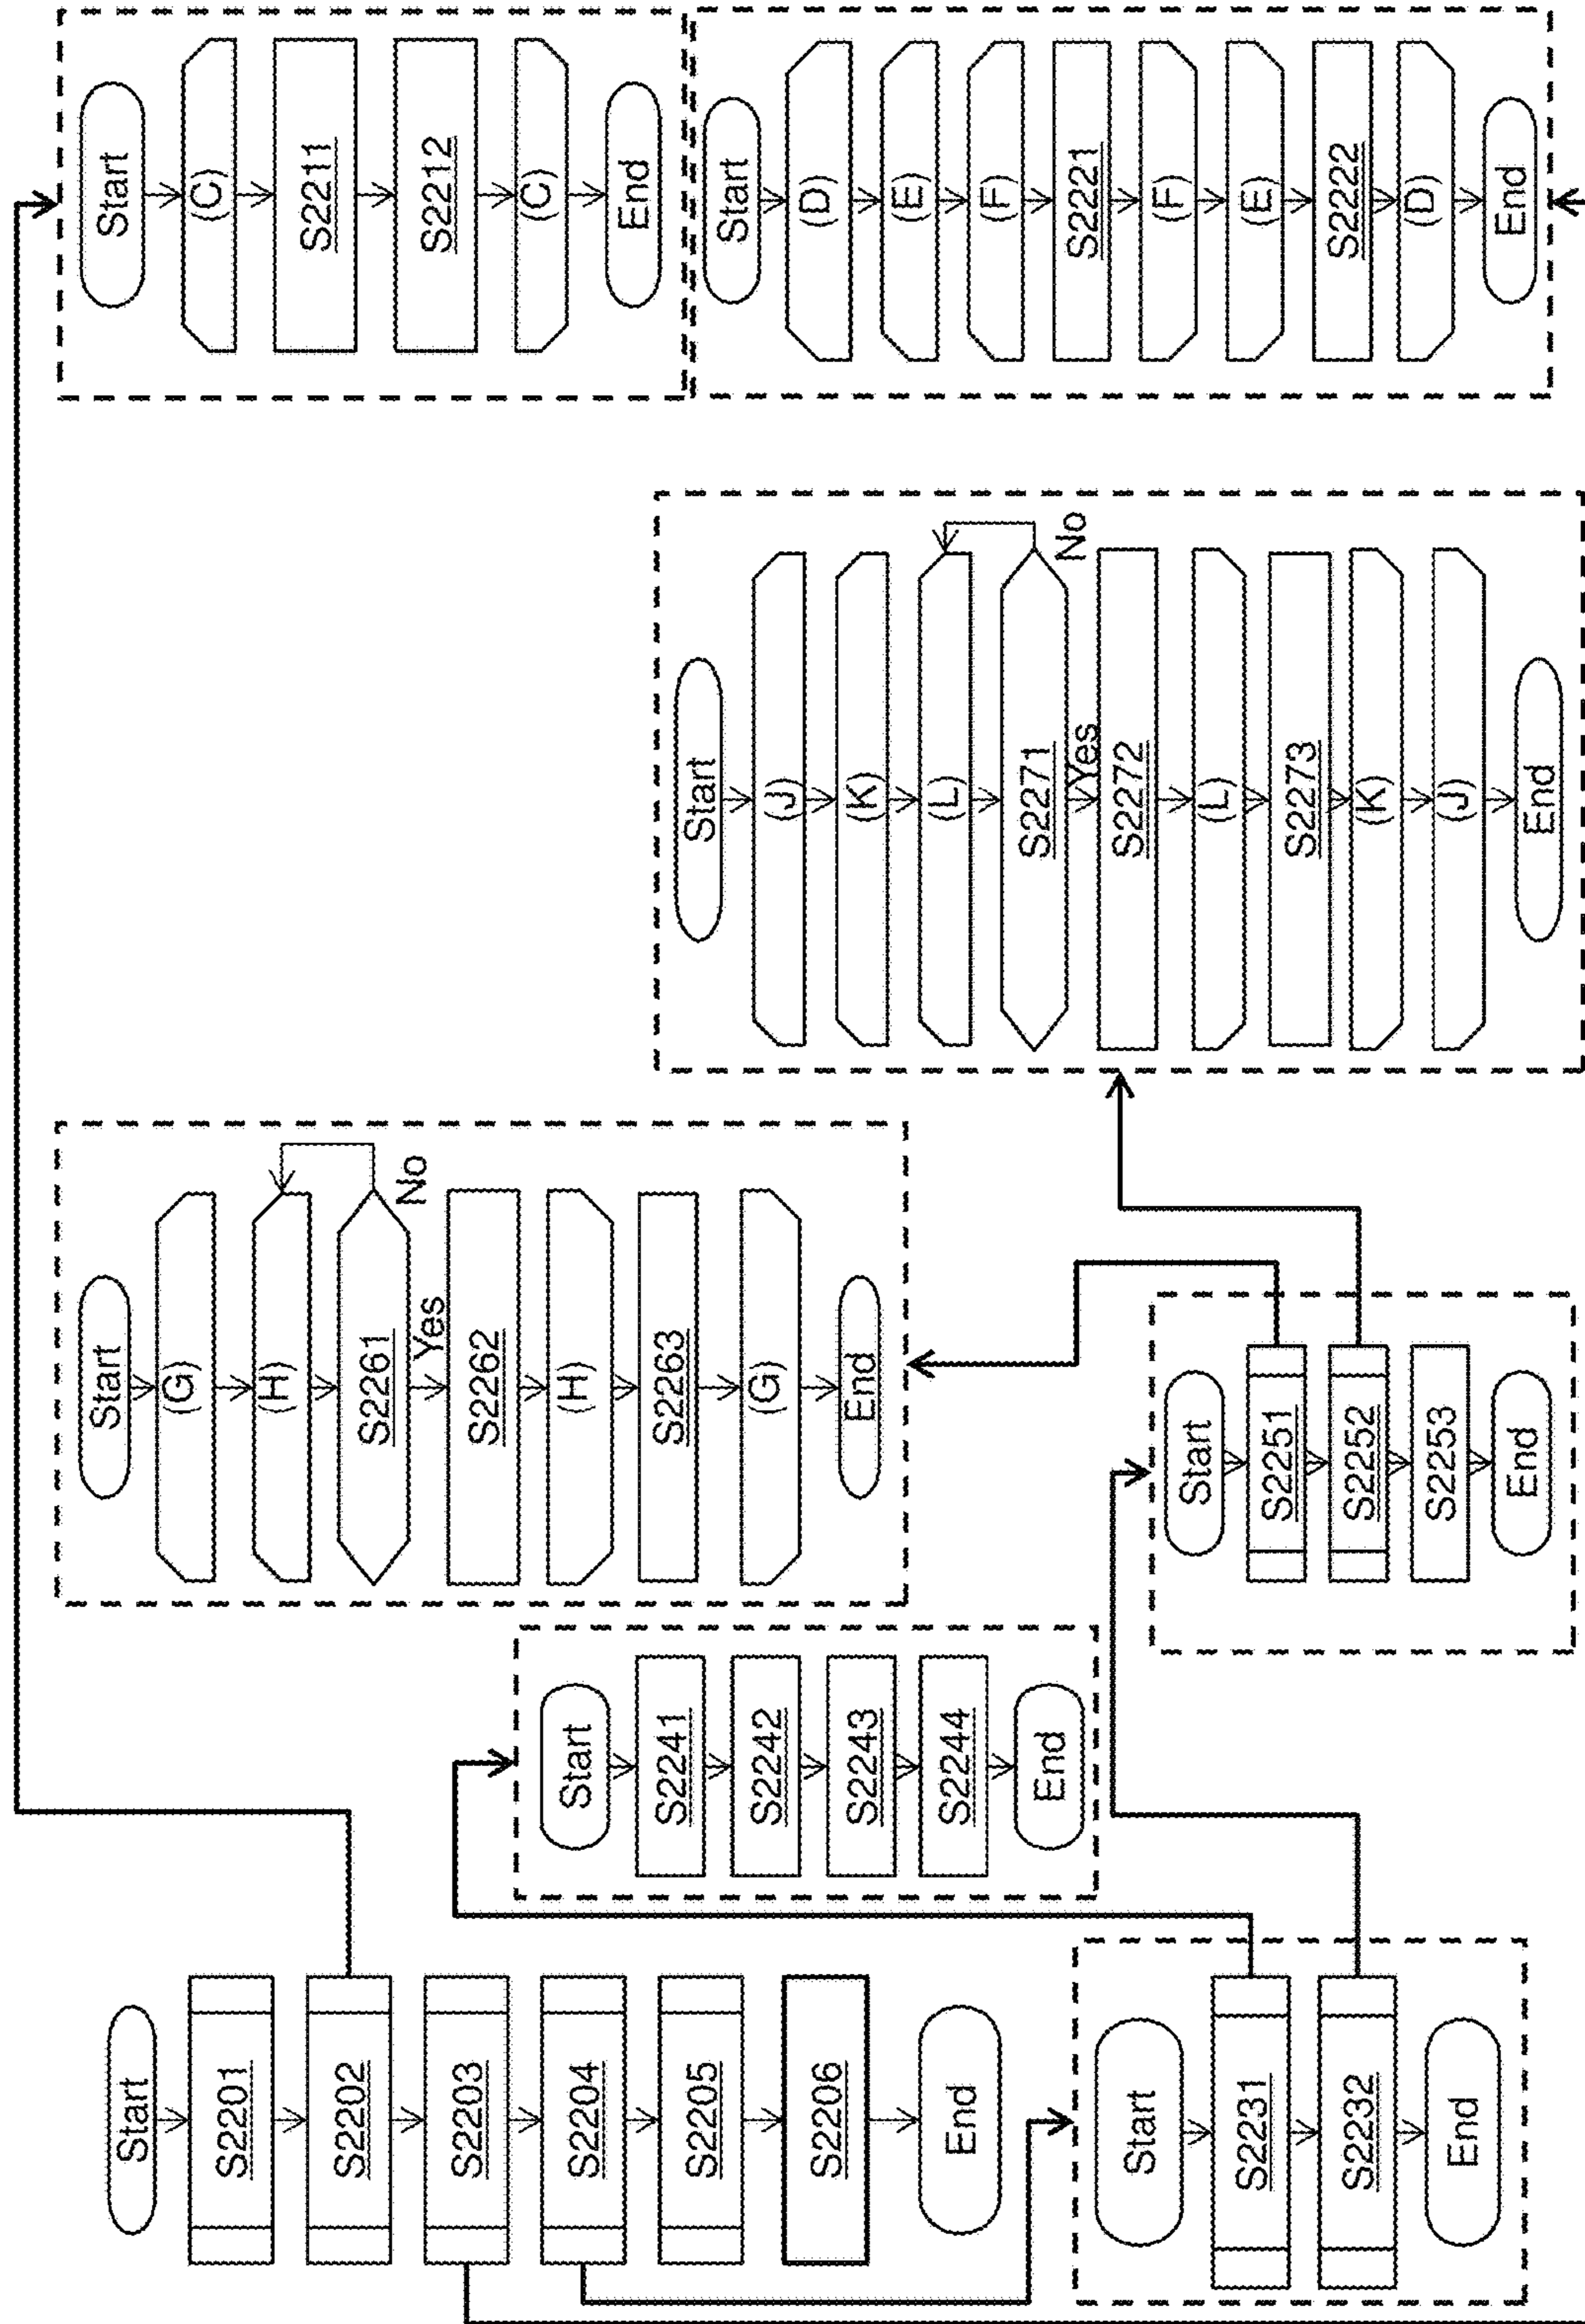 Start
S2201
S2202
S2203
S2204
S2205
S2206
End
Start
S2231
S2232
End
Start
S2241
S2242
S2243
S2244
End
Start
S2251
S2252
S2253
End
Start
(G)
(H)
S2261
No
Yes
S2262
(H)
S2263
(G)
End
Start
(J)
(K)
(L)
S2271
No
Yes
S2272
(L)
S2273
(K)
(J)
End
Start
(C)
S2211
S2212
(C)
End
Start
(D)
(E)
(F)
S2221
(F)
(E)
S2222
(D)
End